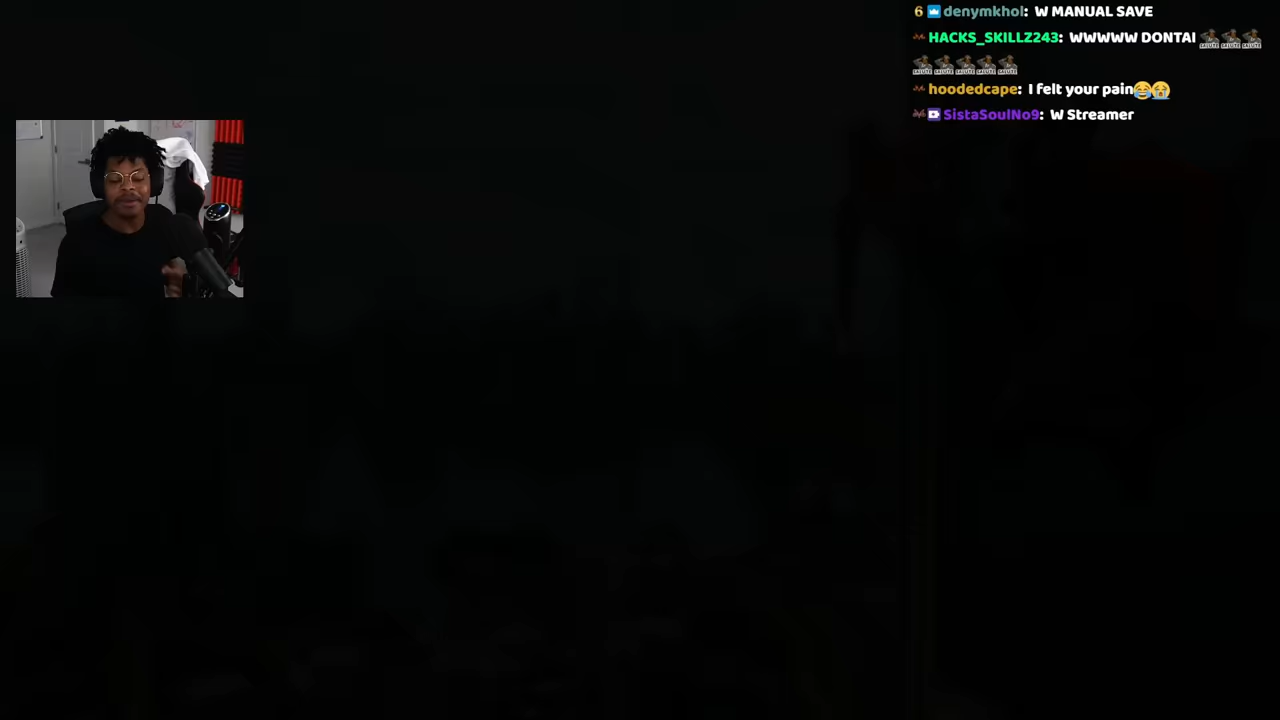 6 denymkhol: W MANUAL SAVE
HACKS_SKILLZ243: WWWWW DONTAI
hoodedcape: I felt your pain😂😭
SistaSoulNo9: W Streamer